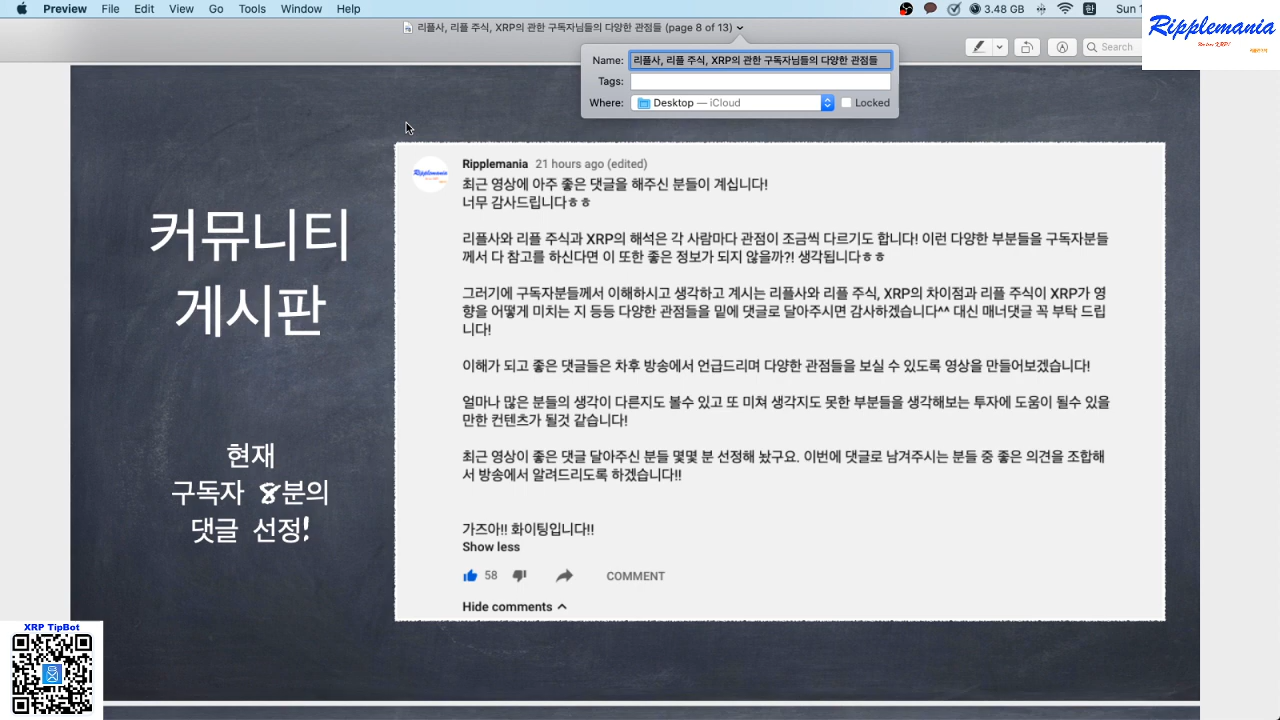 Preview File Edit View Go Tools Window Help 3.48 GB 한 Sun 1
리플사, 리플 주식, XRP의 관한 구독자님들의 다양한 관점들 (page 8 of 13)
Search
Ripplemania
Name: 리플사, 리플 주식, XRP의 관한 구독자님들의 다양한 관점들
Tags:
Where: Desktop — iCloud Locked
커뮤니티
게시판
현재
구독자 8분의
댓글 선정!
Ripplemania
Ripplemania 21 hours ago (edited)
최근 영상에 아주 좋은 댓글을 해주신 분들이 계십니다!
너무 감사드립니다ㅎㅎ
리플사와 리플 주식과 XRP의 해석은 각 사람마다 관점이 조금씩 다르기도 합니다! 이런 다양한 부분들을 구독자분들
께서 다 참고를 하신다면 이 또한 좋은 정보가 되지 않을까?! 생각됩니다ㅎㅎ
그러기에 구독자분들께서 이해하시고 생각하고 계시는 리플사와 리플 주식, XRP의 차이점과 리플 주식이 XRP가 영
향을 어떻게 미치는 지 등등 다양한 관점들을 밑에 댓글로 달아주시면 감사하겠습니다^^ 대신 매너댓글 꼭 부탁 드립
니다!
이해가 되고 좋은 댓글들은 차후 방송에서 언급드리며 다양한 관점들을 보실 수 있도록 영상을 만들어보겠습니다!
얼마나 많은 분들의 생각이 다른지도 볼수 있고 또 미쳐 생각지도 못한 부분들을 생각해보는 투자에 도움이 될수 있을
만한 컨텐츠가 될것 같습니다!
최근 영상이 좋은 댓글 달아주신 분들 몇몇 분 선정해 놨구요. 이번에 댓글로 남겨주시는 분들 중 좋은 의견을 조합해
서 방송에서 알려드리도록 하겠습니다!!
가즈아!! 화이팅입니다!!
Show less
58 COMMENT
Hide comments
XRP TipBot